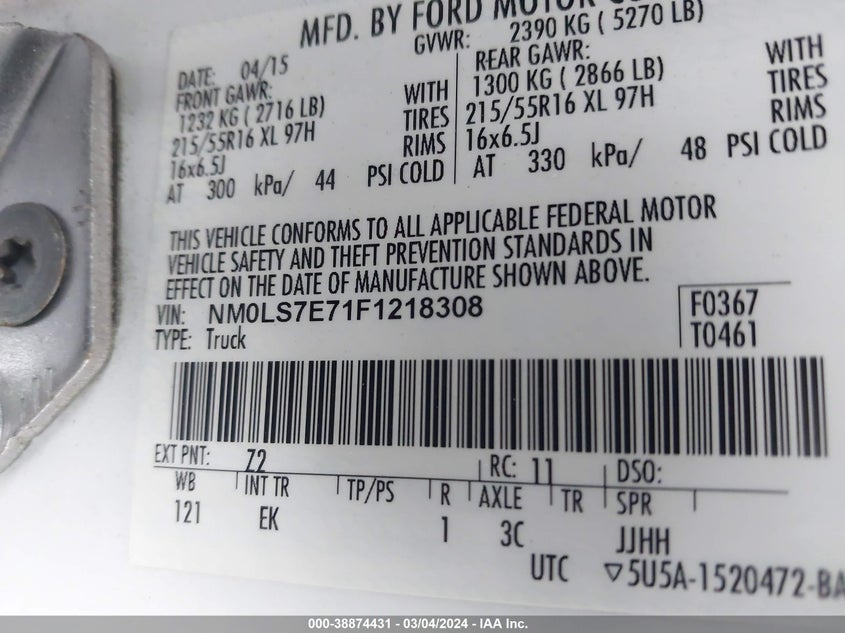 MFD. BY FORD MOTOR CO
GVWR: 2390 KG ( 5270 LB)
DATE: 04/15
FRONT GAWR:
1232 KG ( 2716 LB) WITH
215/55R16 XL 97H TIRES
16x6.5J RIMS
AT 300 kPa/ 44 PSI COLD
REAR GAWR:
1300 KG ( 2866 LB) WITH
215/55R16 XL 97H TIRES
16x6.5J RIMS
AT 330 kPa/ 48 PSI COLD
THIS VEHICLE CONFORMS TO ALL APPLICABLE FEDERAL MOTOR
VEHICLE SAFETY AND THEFT PREVENTION STANDARDS IN
EFFECT ON THE DATE OF MANUFACTURE SHOWN ABOVE.
VIN: NM0LS7E71F1218308 F0367
TYPE: Truck T0461
EXT PNT: Z2 RC: 11 DSO:
WB INT TR TP/PS R AXLE TR SPR
121 EK 1 3C JJHH
UTC ▽5U5A-1520472-BA
000-38874431 - 03/04/2024 - IAA Inc.